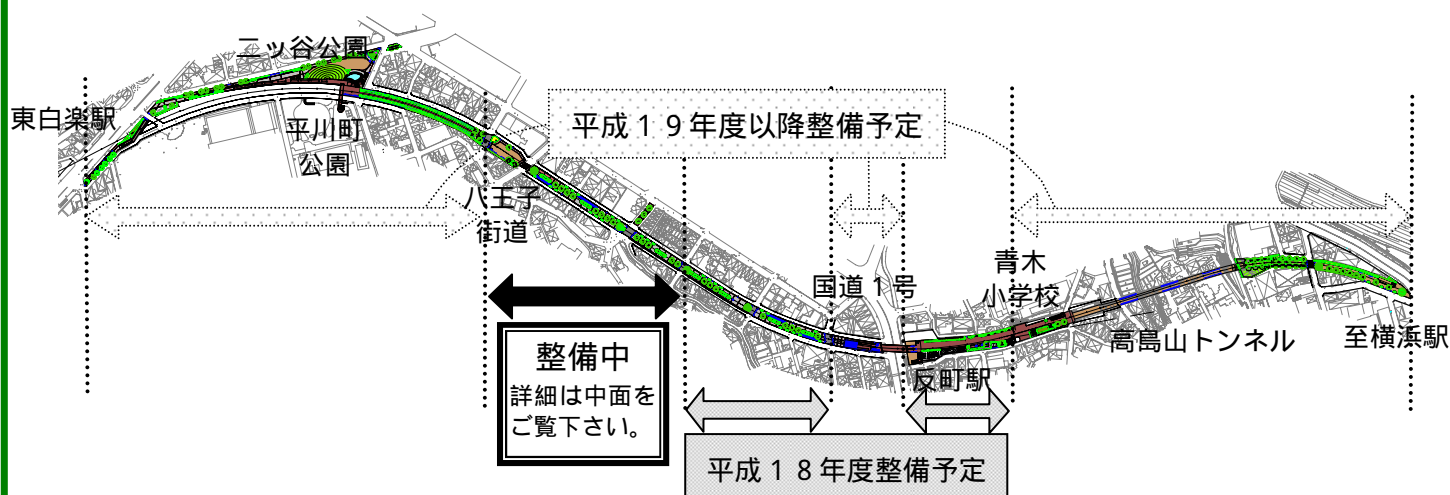 二ッ谷公園
東白楽駅
平川町
公園
平成１９年度以降整備予定
八王子
街道
国道１号
青木
小学校
高島山トンネル
至横浜駅
反町駅
整備中
詳細は中面を
ご覧下さい。
平成１８年度整備予定